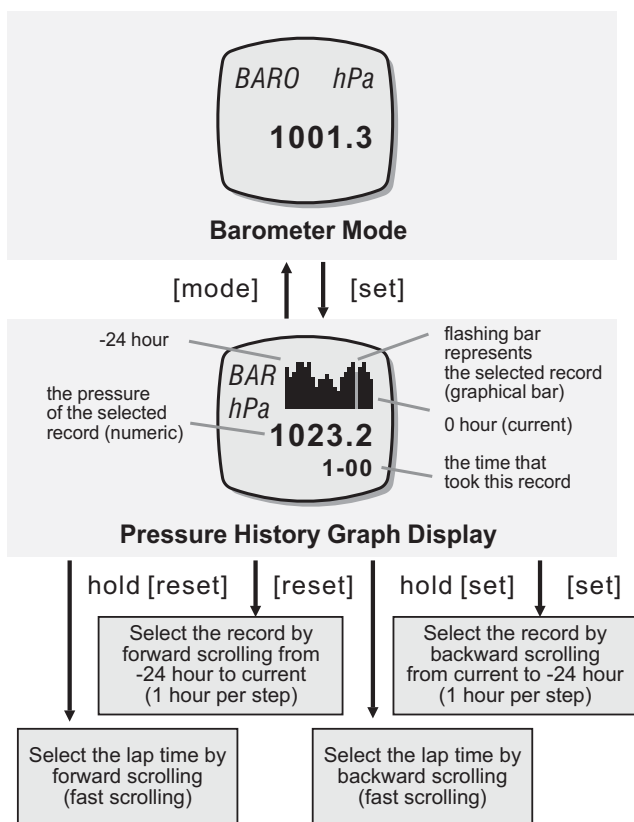 BARO hPa
1001.3
Barometer Mode
[mode] [set]
-24 hour
the pressure
of the selected
record (numeric)
BAR
hPa
1023.2
1-00
flashing bar
represents
the selected record
(graphical bar)
0 hour (current)
the time that
took this record
Pressure History Graph Display
hold [reset] [reset] hold [set] [set]
Select the record by
forward scrolling from
-24 hour to current
(1 hour per step)
Select the record by
backward scrolling
from current to -24 hour
(1 hour per step)
Select the lap time by
forward scrolling
(fast scrolling)
Select the lap time by
backward scrolling
(fast scrolling)